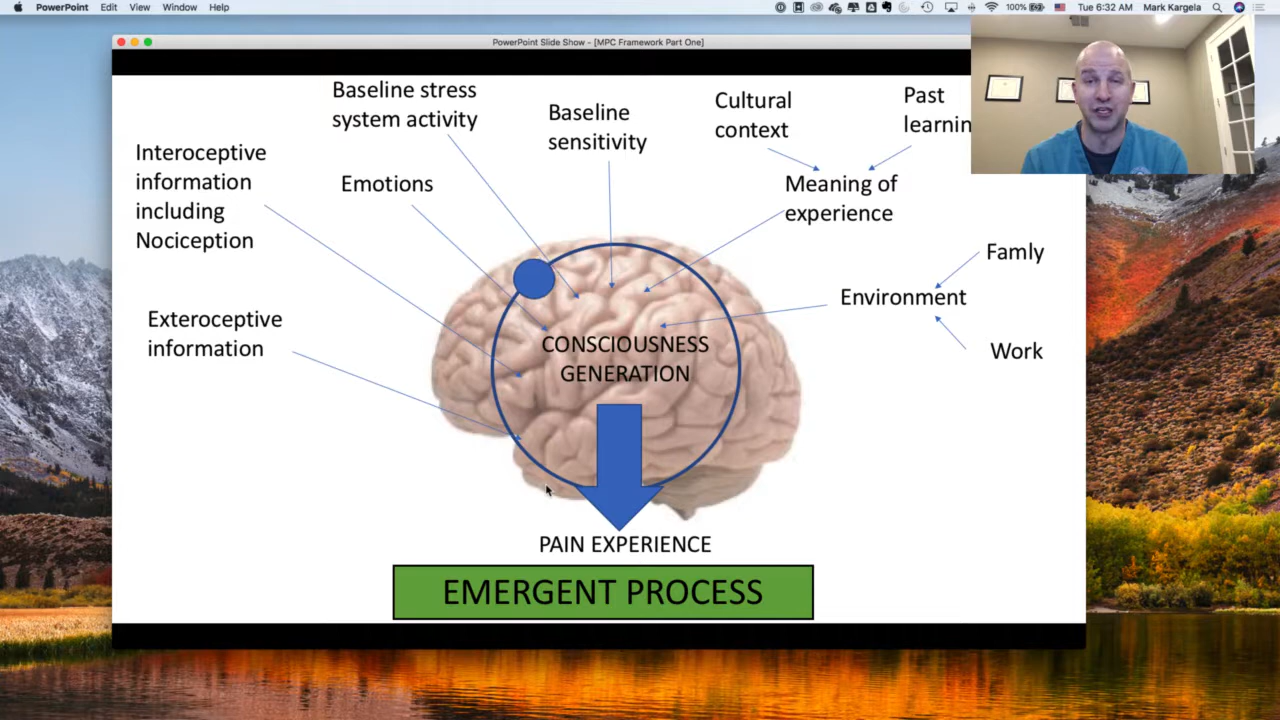 PowerPoint Edit View Window Help
100%
Tue 6:32 AM Mark Kargela
PowerPoint Slide Show - [MPC Framework Part One]
Baseline stress
system activity
Baseline
sensitivity
Cultural
context
Past
learnin
Interoceptive
information
including
Nociception
Emotions
Meaning of
experience
Famly
Environment
Exteroceptive
information
Work
CONSCIOUSNESS
GENERATION
PAIN EXPERIENCE
EMERGENT PROCESS